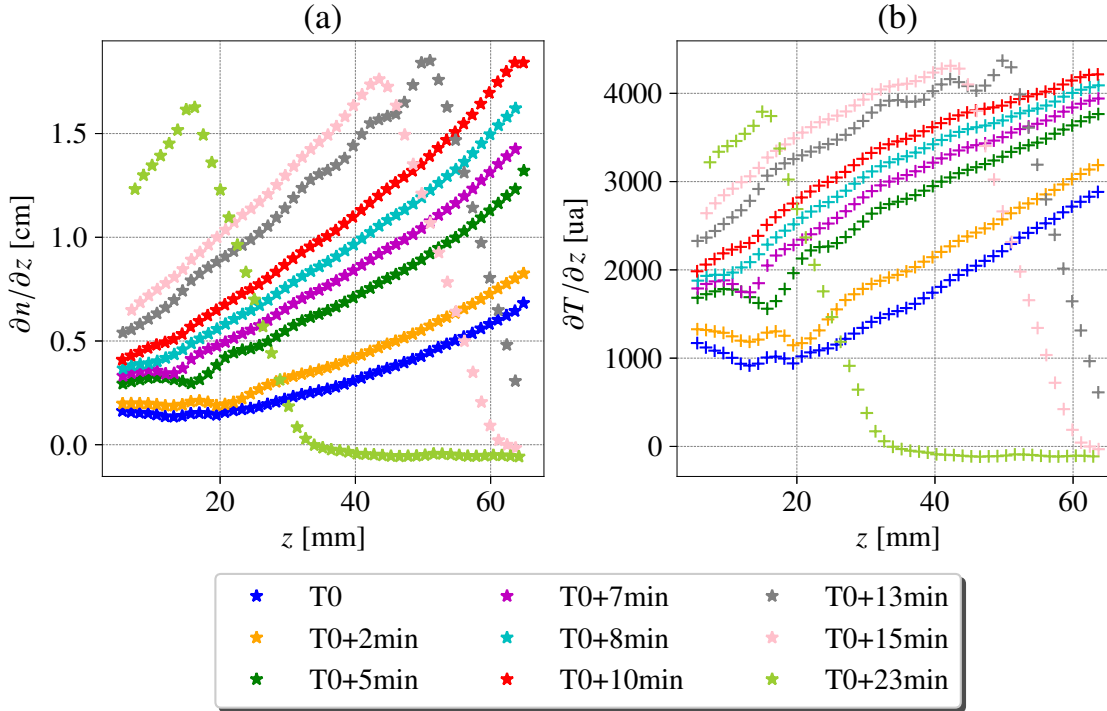 (a)
(b)
∂n/∂z [cm]
1.5
1.0
0.5
0.0
20
40
60
z [mm]
∂T/∂z [ua]
4000
3000
2000
1000
0
20
40
60
z [mm]
T0
T0+2min
T0+5min
T0+7min
T0+8min
T0+10min
T0+13min
T0+15min
T0+23min